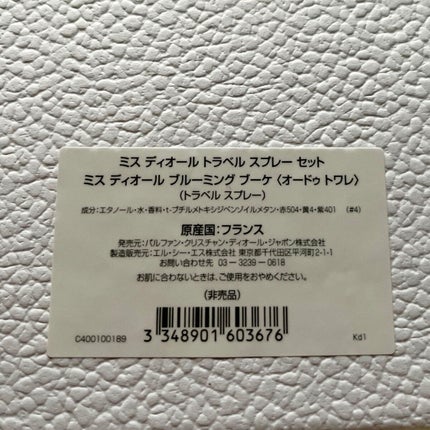 ミス ディオール トラベル スプレー セット
ミス ディオール ブルーミング ブーケ〈オードゥ トワレ〉
(トラベル スプレー)
成分:エタノール・水・香料・t-ブチルメトキシジベンゾイルメタン・赤504・黄4・紫401 (#4)
原産国:フランス
発売元:パルファン・クリスチャン・ディオール・ジャポン株式会社
製造販売元:エル・シー・エス株式会社 東京都千代田区平河町2-1-1
お問い合わせ先 03-3239-0618
お肌に合わないときは、ご使用をおやめください。
(非売品)
C400100189 3 348901 603676 Kd1